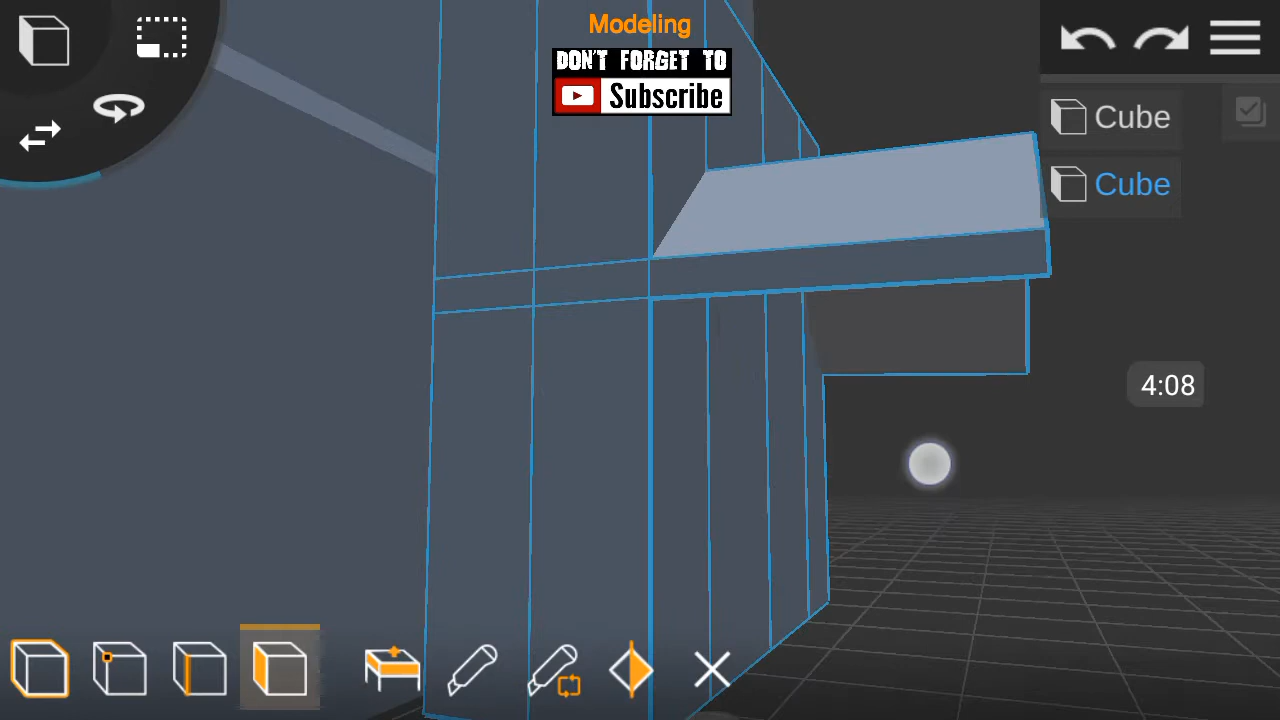 Modeling
DON'T FORGET TO
Subscribe
Cube
Cube
4:08